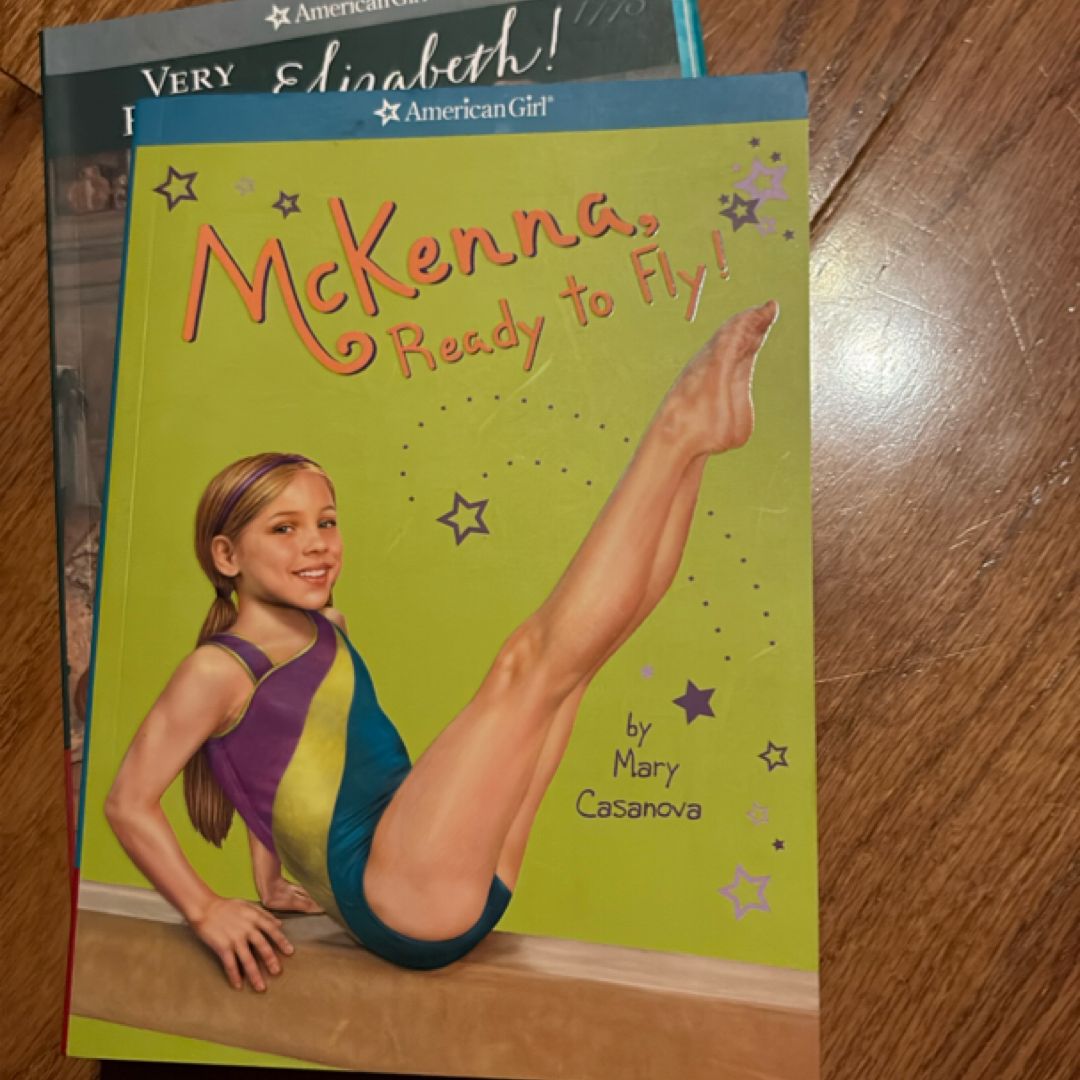 American Girl
VERY Elizabeth!
American Girl®
McKenna,
Ready to Fly!
by
Mary
Casanova